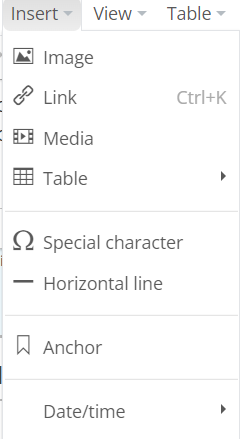 Insert View Table
Image
Link Ctrl+K
Media
Table
Special character
Horizontal line
Anchor
Date/time